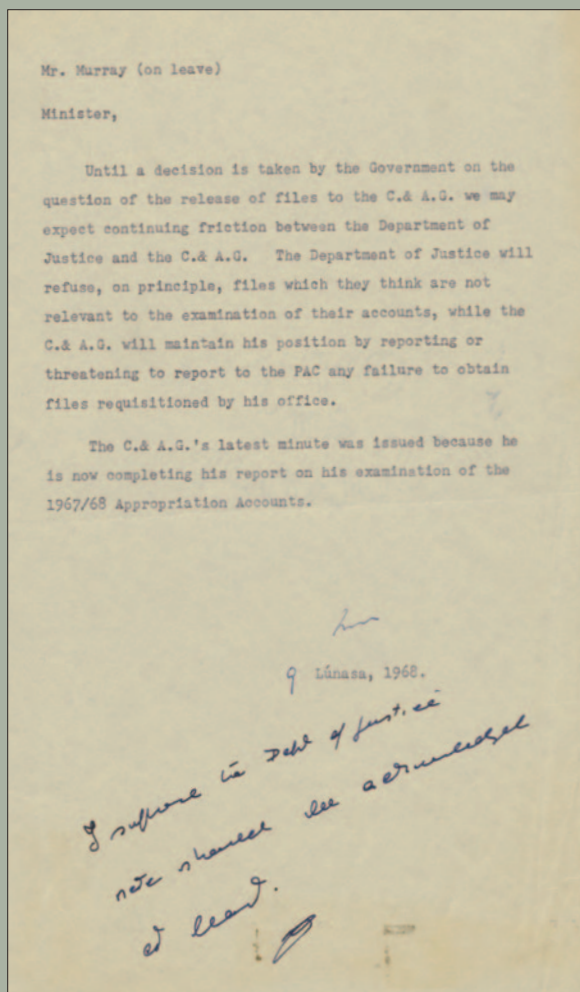 Mr. Murray (on leave)
Minister,
Until a decision is taken by the Government on the
question of the release of files to the C. & A.G. we may
expect continuing friction between the Department of
Justice and the C.& A.G. The Department of Justice will
refuse, on principle, files which they think are not
relevant to the examination of their accounts, while the
C.& A.G. will maintain his position by reporting or
threatening to report to the PAC any failure to obtain
files requisitioned by his office.
The C.& A.G.'s latest minute was issued because he
is now completing his report on his examination of the
1967/68 Appropriation Accounts.
9 Lúnasa, 1968.
I suppose the Dept of Justice
note should be acknowledged
at least.